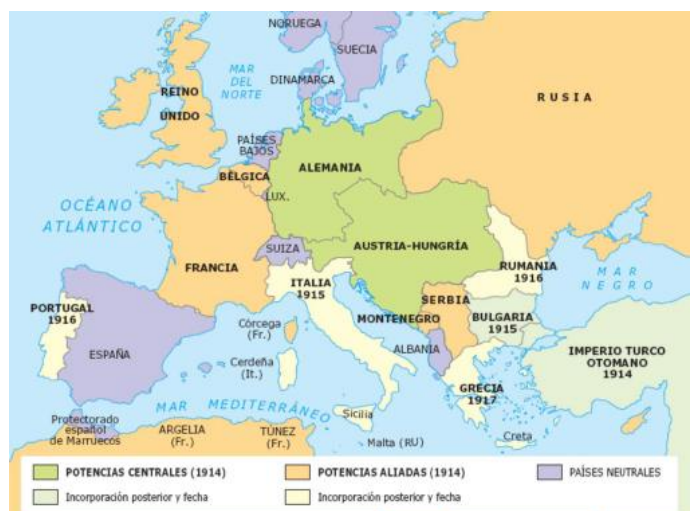 NORUEGA
SUECIA
MAR
DEL
NORTE
DINAMARCA
RUSIA
REINO
UNIDO
PAÍSES
BAJOS
ALEMANIA
BÉLGICA
LUX.
OCÉANO
ATLÁNTICO
AUSTRIA-HUNGRÍA
SUIZA
FRANCIA
RUMANIA
1916
MAR
NEGRO
ITALIA
1915
SERBIA
PORTUGAL
1916
MONTENEGRO
BULGARIA
1915
Córcega
(Fr.)
ESPAÑA
ALBANIA
IMPERIO TURCO
OTOMANO
1914
Cerdeña
(It.)
GRECIA
1917
MAR MEDITERRÁNEO
Sicilia
Protectorado
español
de Marruecos
ARGELIA
(Fr.)
TÚNEZ
(Fr.)
Malta (RU)
Creta
POTENCIAS CENTRALES (1914)
POTENCIAS ALIADAS (1914)
PAÍSES NEUTRALES
Incorporación posterior y fecha
Incorporación posterior y fecha